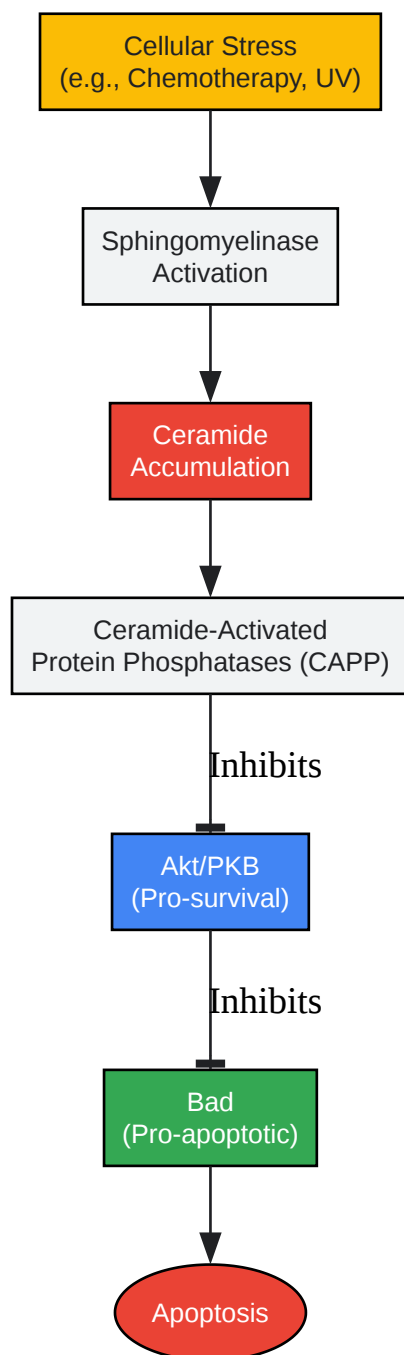 Cellular Stress
(e.g., Chemotherapy, UV)
Sphingomyelinase
Activation
Ceramide
Accumulation
Ceramide-Activated
Protein Phosphatases (CAPP)
Inhibits
Akt/PKB
(Pro-survival)
Inhibits
Bad
(Pro-apoptotic)
Apoptosis